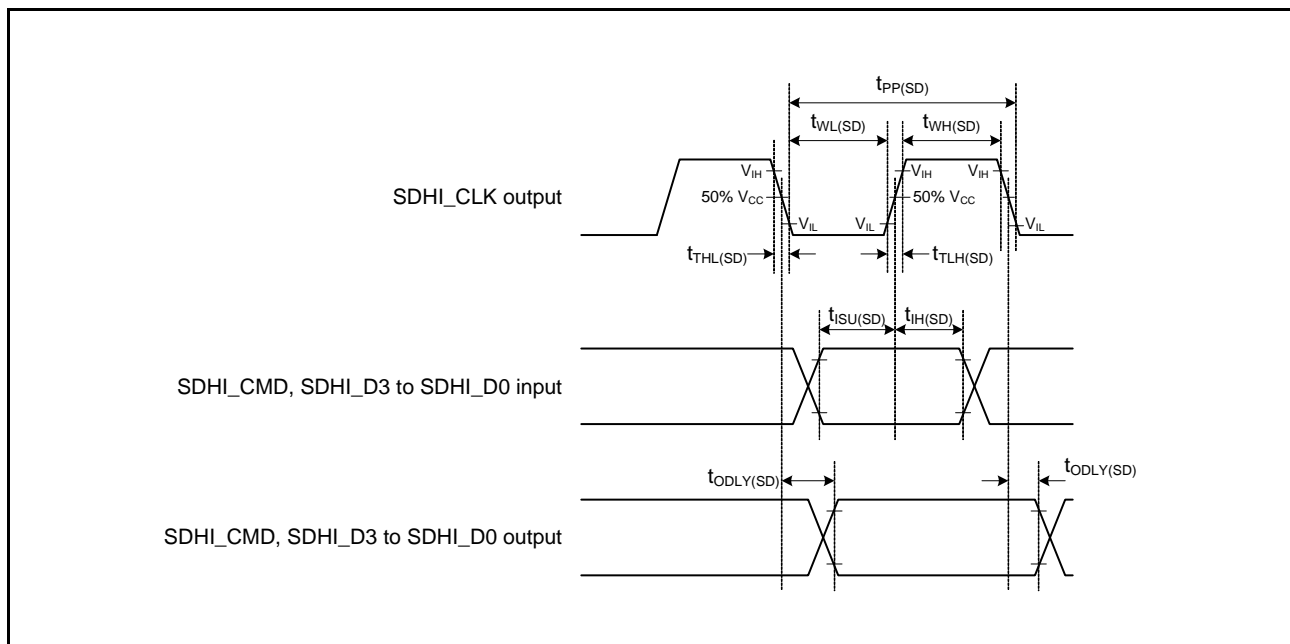 tPP(SD)
tWL(SD) tWH(SD)
VIH VIH VIH
SDHI_CLK output 50% VCC 50% VCC
VIL VIL VIL
tTHL(SD) tTLH(SD)
tISU(SD) tIH(SD)
SDHI_CMD, SDHI_D3 to SDHI_D0 input
tODLY(SD) tODLY(SD)
SDHI_CMD, SDHI_D3 to SDHI_D0 output